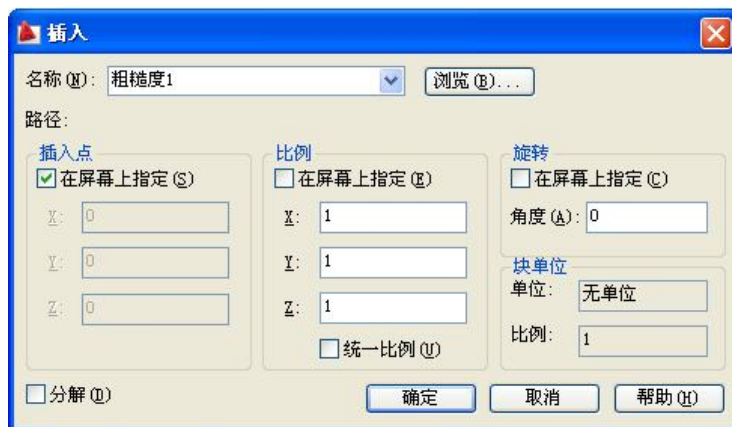 插入
名称(N): 粗糙度1 浏览(B)...
路径:
插入点 比例 旋转
在屏幕上指定(S) 在屏幕上指定(E) 在屏幕上指定(C)
X: 0 X: 1 角度(A): 0
Y: 0 Y: 1 块单位
Z: 0 Z: 1 单位: 无单位
统一比例(U) 比例: 1
分解(D) 确定 取消 帮助(H)